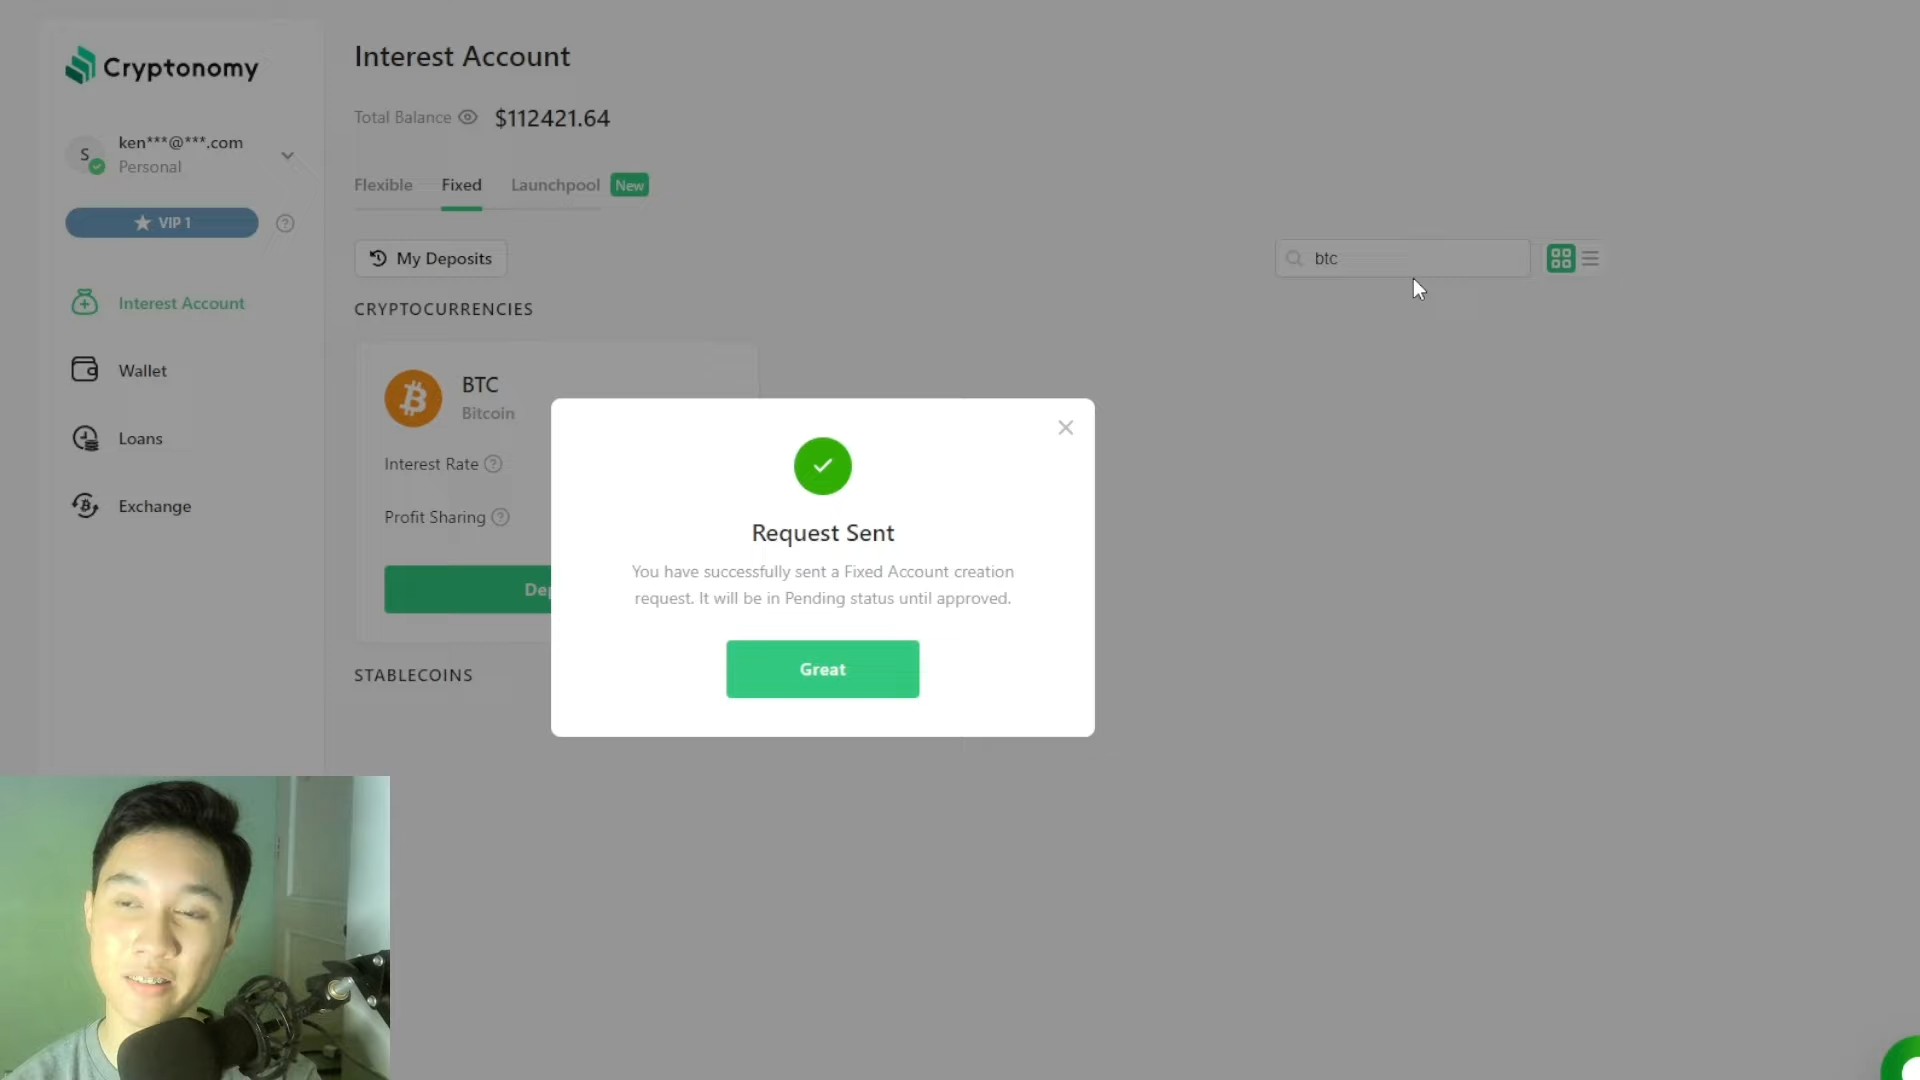 Cryptonomy
ken***@***.com
Personal
S
VIP 1
Interest Account
Wallet
Loans
Exchange
Interest Account
Total Balance $112421.64
Flexible Fixed Launchpool New
My Deposits
btc
CRYPTOCURRENCIES
BTC
Bitcoin
Interest Rate
Profit Sharing
STABLECOINS
Request Sent
You have successfully sent a Fixed Account creation
request. It will be in Pending status until approved.
Great